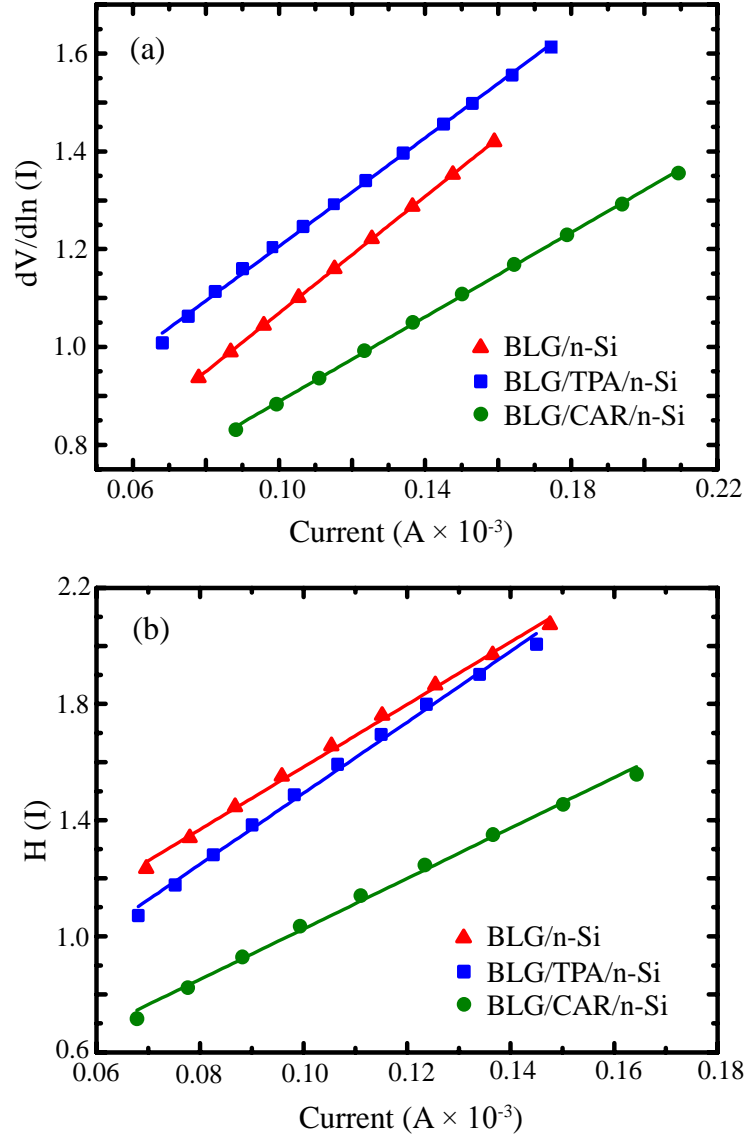 (a)
1.6
1.4
1.2
1.0
0.8
dV/dln (I)
BLG/n-Si
BLG/TPA/n-Si
BLG/CAR/n-Si
0.06 0.10 0.14 0.18 0.22
Current (A × 10⁻³)
(b)
2.2
1.8
1.4
1.0
0.6
H (I)
BLG/n-Si
BLG/TPA/n-Si
BLG/CAR/n-Si
0.06 0.08 0.10 0.12 0.14 0.16 0.18
Current (A × 10⁻³)